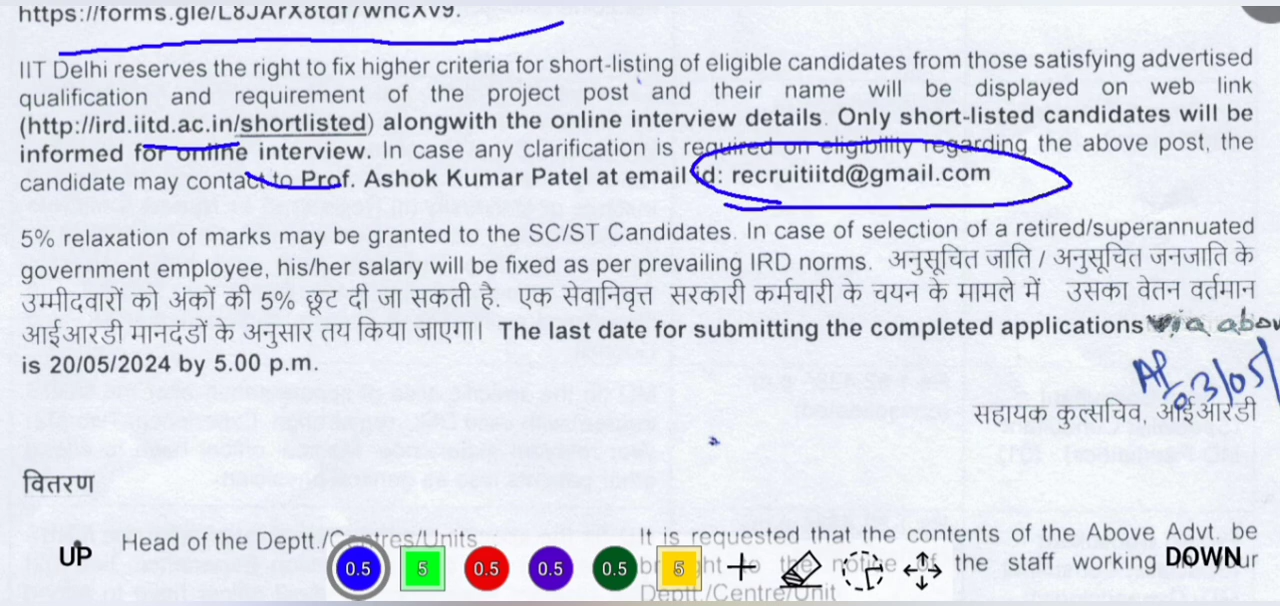 IIT Delhi reserves the right to fix higher criteria for short-listing of eligible candidates from those satisfying advertised
qualification and requirement of the project post and their name will be displayed on web link
(http://ird.iitd.ac.in/shortlisted) alongwith the online interview details. Only short-listed candidates will be
informed for online interview. In case any clarification is required on eligibility regarding the above post, the
candidate may contact to Prof. Ashok Kumar Patel at email id: recruitiitd@gmail.com
5% relaxation of marks may be granted to the SC/ST Candidates. In case of selection of a retired/superannuated
government employee, his/her salary will be fixed as per prevailing IRD norms. अनुसूचित जाति / अनुसूचित जनजाति के
उम्मीदवारों को अंकों की 5% छूट दी जा सकती है. एक सेवानिवृत्त सरकारी कर्मचारी के चयन के मामले में उसका वेतन वर्तमान
आईआरडी मानदंडों के अनुसार तय किया जाएगा। The last date for submitting the completed applications via
is 20/05/2024 by 5.00 p.m.
सहायक कुलसचिव, आईआरडी
वितरण
Head of the Deptt./Centres/Units It is requested that the contents of the Above Advt. be
to the notice of the staff working in your
Deptt./Centre/Unit
UP 0.5 5 0.5 0.5 0.5 5 DOWN